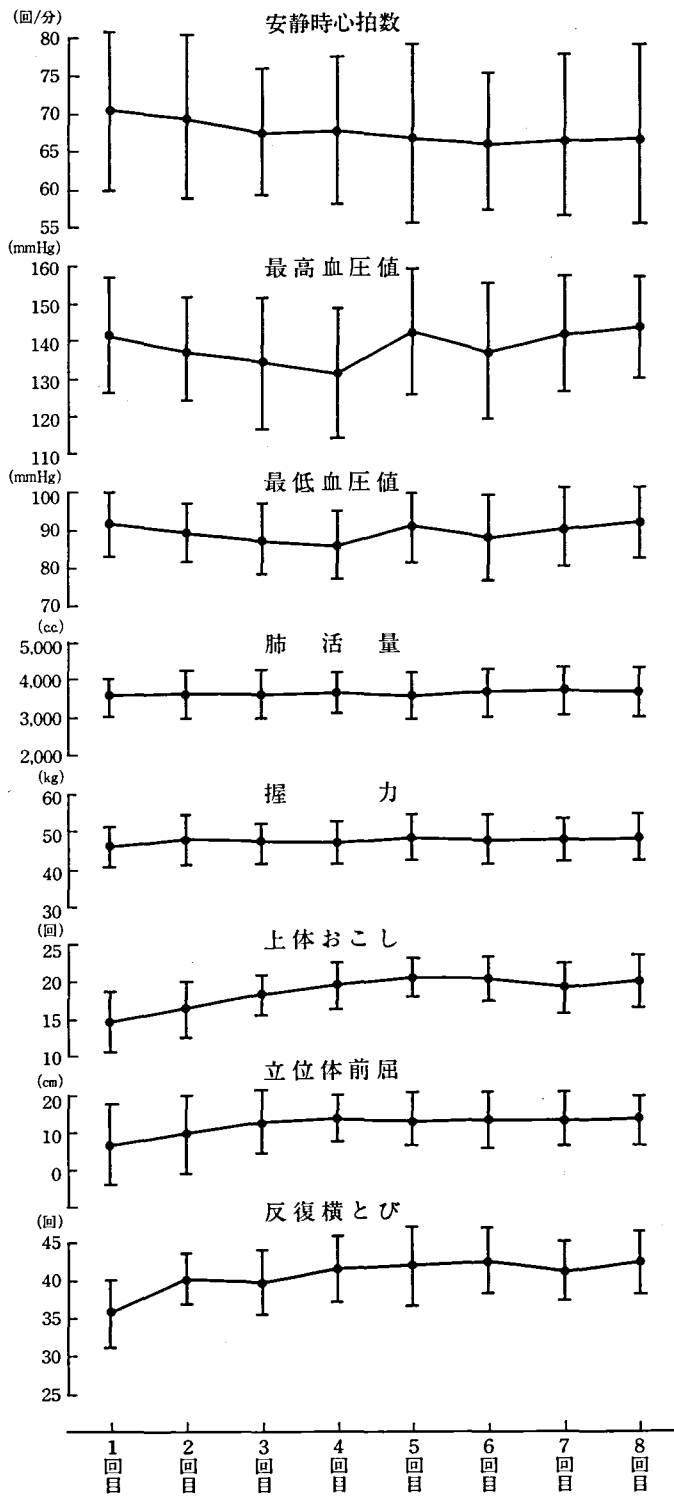 (回/分)
安静時心拍数
80
75
70
65
60
55
(mmHg)
最高血圧値
160
150
140
130
120
110
(mmHg)
最低血圧値
100
90
80
70
(c.c.)
肺活量
5,000
4,000
3,000
2,000
(kg)
握力
60
50
40
30
(回)
上体おこし
25
20
15
10
(cm)
立位体前屈
20
10
0
(回)
反復横とび
45
40
35
30
25
1回目
2回目
3回目
4回目
5回目
6回目
7回目
8回目